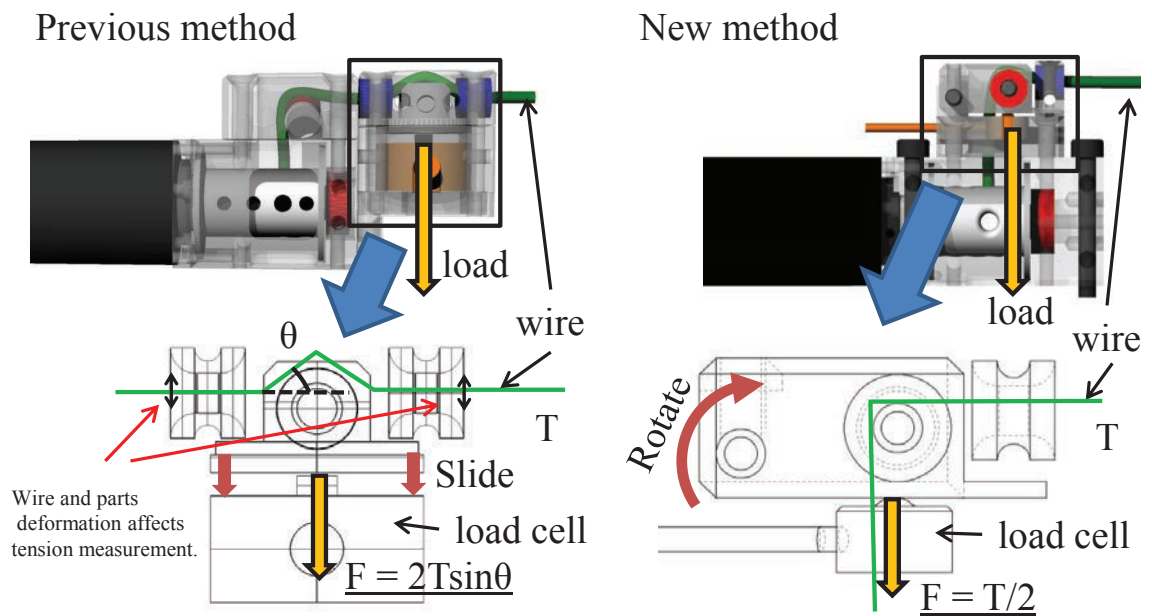 Previous method
New method
load
load
wire
θ
T
Slide
Wire and parts
deformation affects
tension measurement.
load cell
F = 2Tsinθ
wire
Rotate
T
load cell
F = T/2